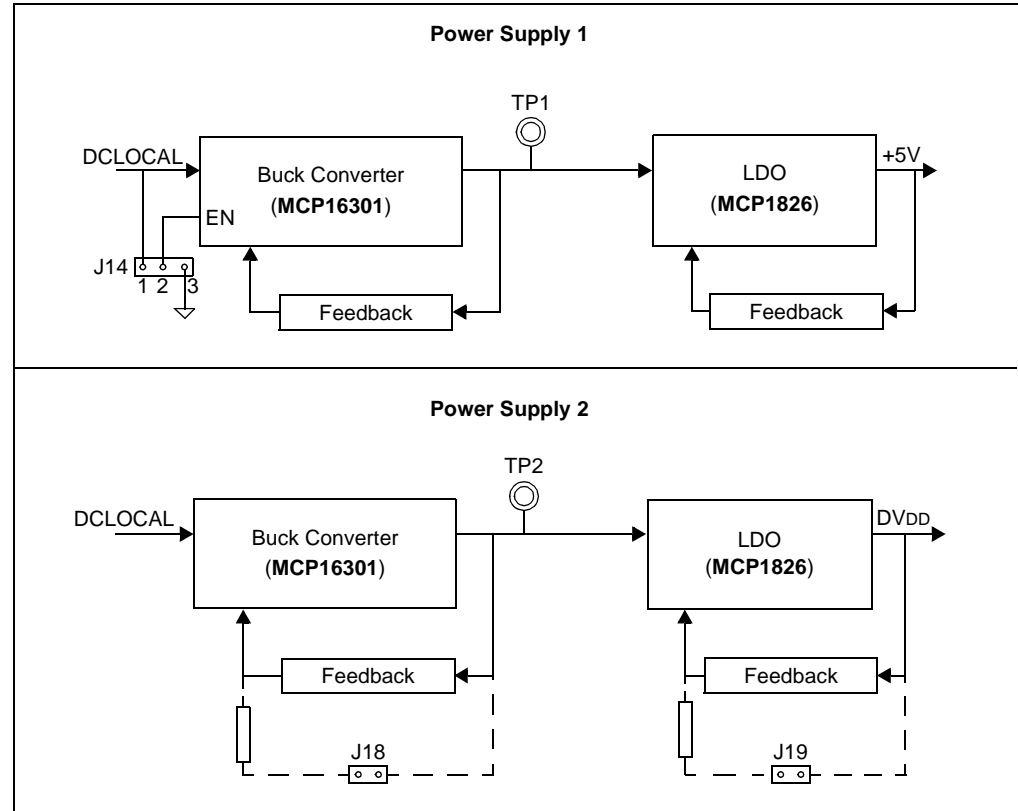 Power Supply 1
TP1
DCLOCAL
Buck Converter
(MCP16301)
EN
LDO
(MCP1826)
+5V
J14
1 2 3
Feedback
Feedback
Power Supply 2
TP2
DCLOCAL
Buck Converter
(MCP16301)
LDO
(MCP1826)
DVDD
Feedback
Feedback
J18
J19